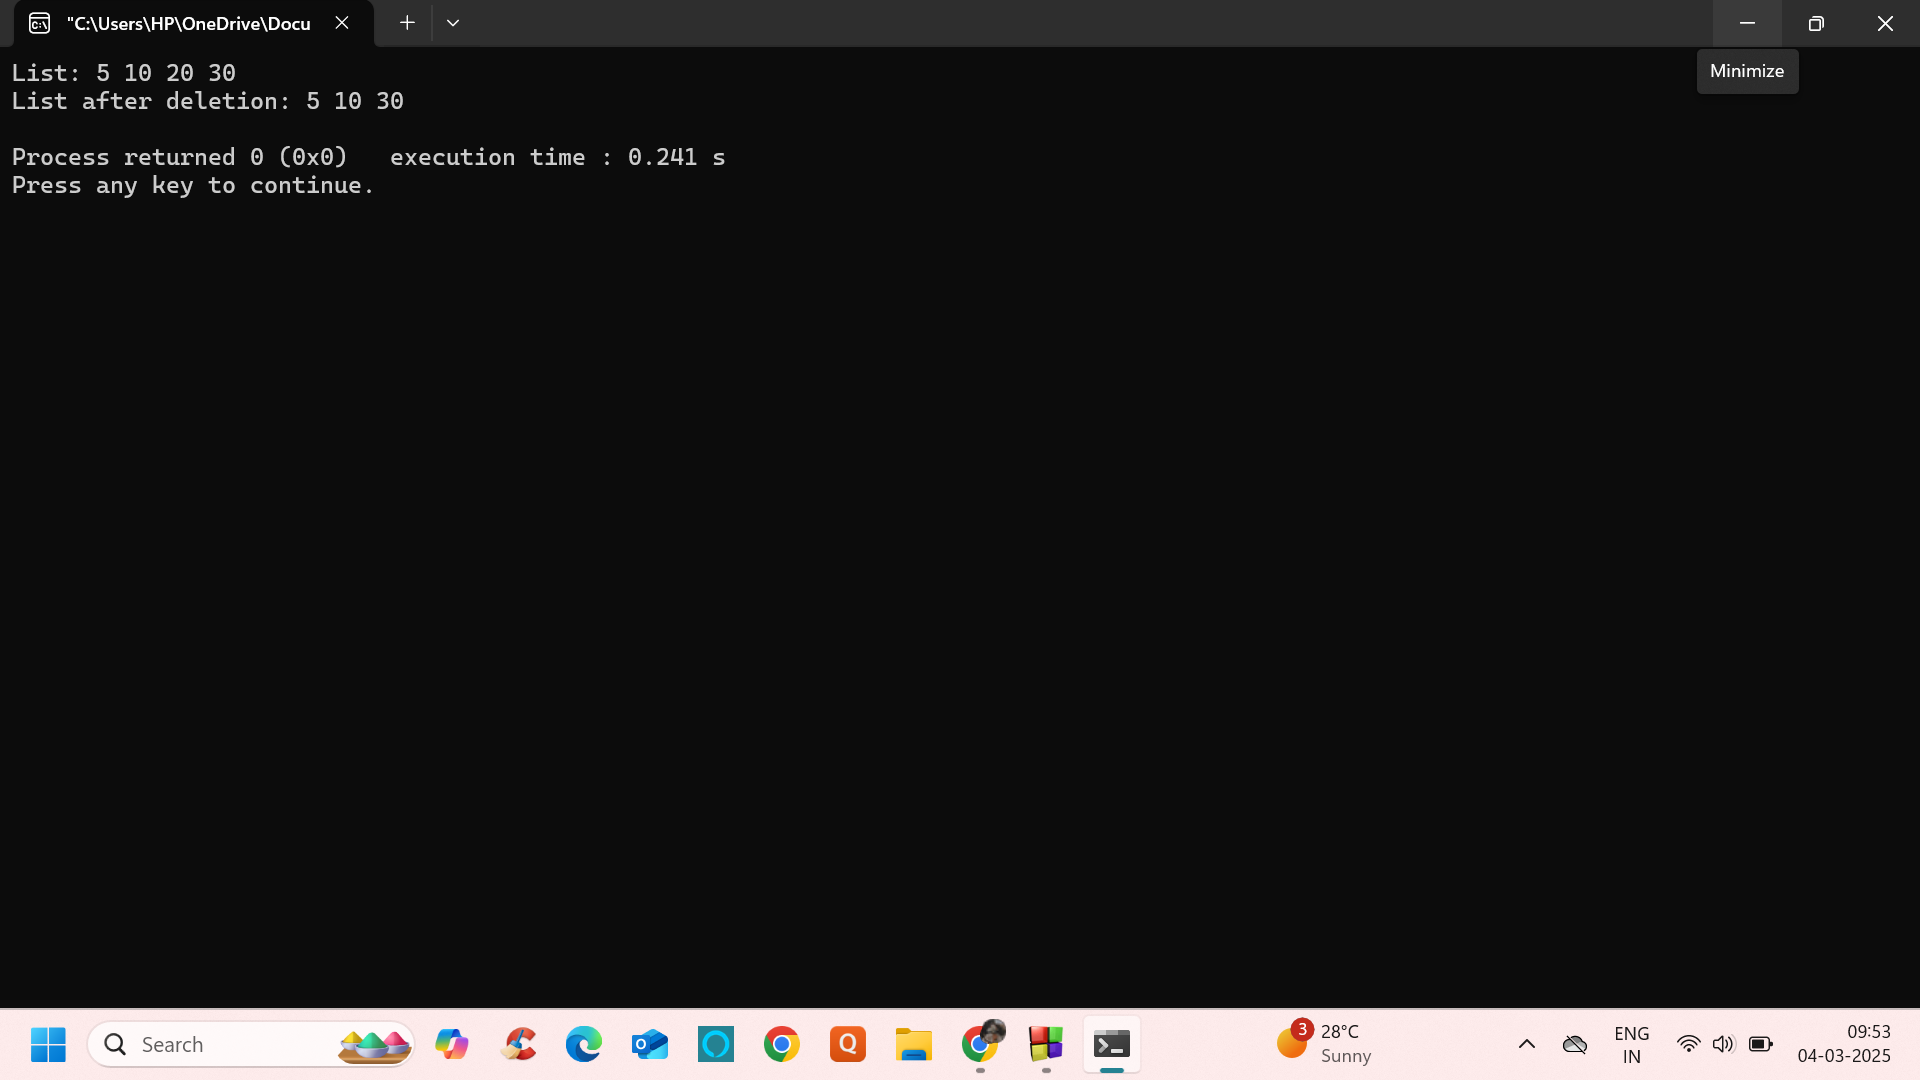 "C:\Users\HP\OneDrive\Docu
Minimize
List: 5 10 20 30
List after deletion: 5 10 30
Process returned 0 (0x0)   execution time : 0.241 s
Press any key to continue.
Search
3
28°C
Sunny
ENG
IN
09:53
04-03-2025